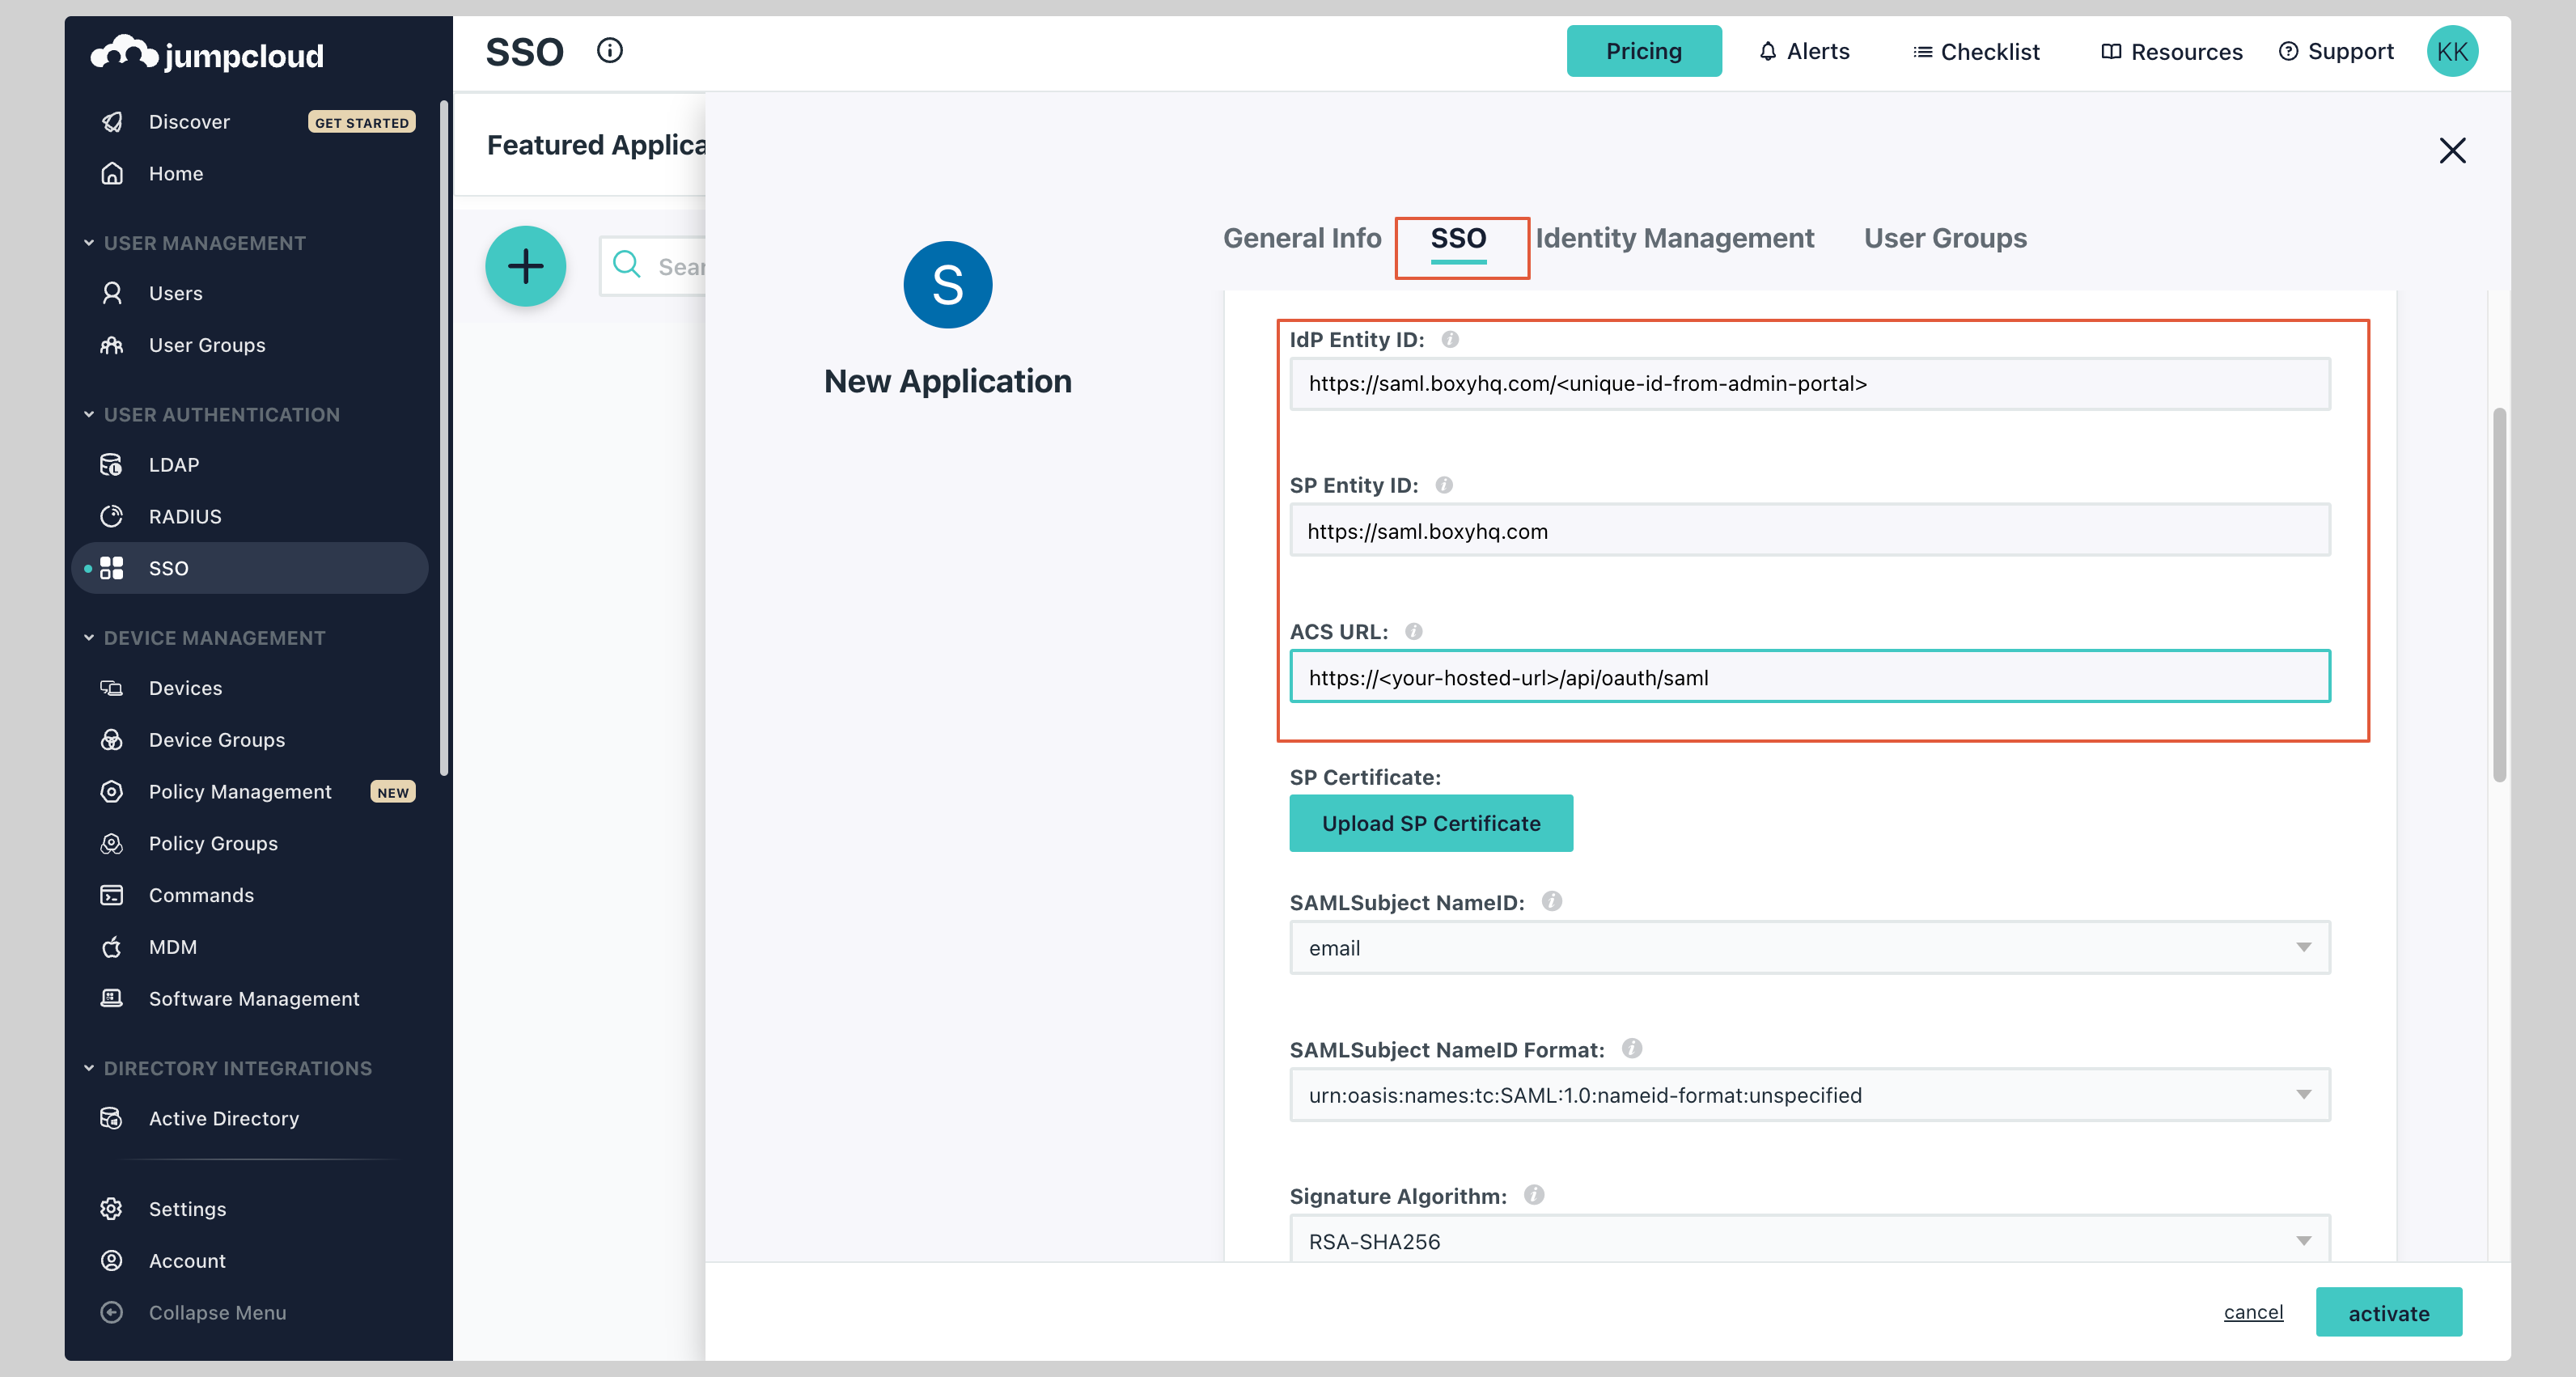 jumpcloud
Discover
GET STARTED
Home
USER MANAGEMENT
Users
User Groups
USER AUTHENTICATION
LDAP
RADIUS
SSO
DEVICE MANAGEMENT
Devices
Device Groups
Policy Management
NEW
Policy Groups
Commands
MDM
Software Management
DIRECTORY INTEGRATIONS
Active Directory
Settings
Account
Collapse Menu
SSO
Pricing
Alerts
Checklist
Resources
Support
KK
Featured Applica
Sear
S
New Application
General Info
SSO
Identity Management
User Groups
IdP Entity ID:
https://saml.boxyhq.com/<unique-id-from-admin-portal>
SP Entity ID:
https://saml.boxyhq.com
ACS URL:
https://<your-hosted-url>/api/oauth/saml
SP Certificate:
Upload SP Certificate
SAMLSubject NameID:
email
SAMLSubject NameID Format:
urn:oasis:names:tc:SAML:1.0:nameid-format:unspecified
Signature Algorithm:
RSA-SHA256
cancel
activate